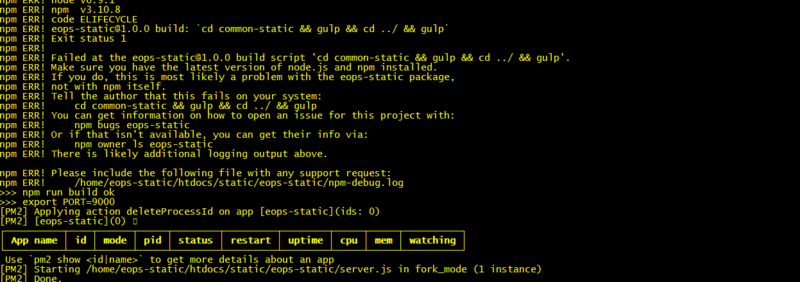 npm ERR! node v6.9.1
npm ERR! npm  v3.10.8
npm ERR! code ELIFECYCLE
npm ERR! eops-static@1.0.0 build: `cd common-static && gulp && cd ../ && gulp`
npm ERR! Exit status 1
npm ERR!
npm ERR! Failed at the eops-static@1.0.0 build script 'cd common-static && gulp && cd ../ && gulp'.
npm ERR! Make sure you have the latest version of node.js and npm installed.
npm ERR! If you do, this is most likely a problem with the eops-static package,
npm ERR! not with npm itself.
npm ERR! Tell the author that this fails on your system:
npm ERR!     cd common-static && gulp && cd ../ && gulp
npm ERR! You can get information on how to open an issue for this project with:
npm ERR!     npm bugs eops-static
npm ERR! Or if that isn't available, you can get their info via:
npm ERR!     npm owner ls eops-static
npm ERR! There is likely additional logging output above.
npm ERR! Please include the following file with any support request:
npm ERR!     /home/eops-static/htdocs/static/eops-static/npm-debug.log
>>> npm run build ok
>>> export PORT=9000
[PM2] Applying action deleteProcessId on app [eops-static](ids: 0)
[PM2] [eops-static](0) ▯
App name │ id │ mode │ pid │ status │ restart │ uptime │ cpu │ mem │ watching
Use `pm2 show <id|name>` to get more details about an app
[PM2] Starting /home/eops-static/htdocs/static/eops-static/server.js in fork_mode (1 instance)
[PM2] Done.